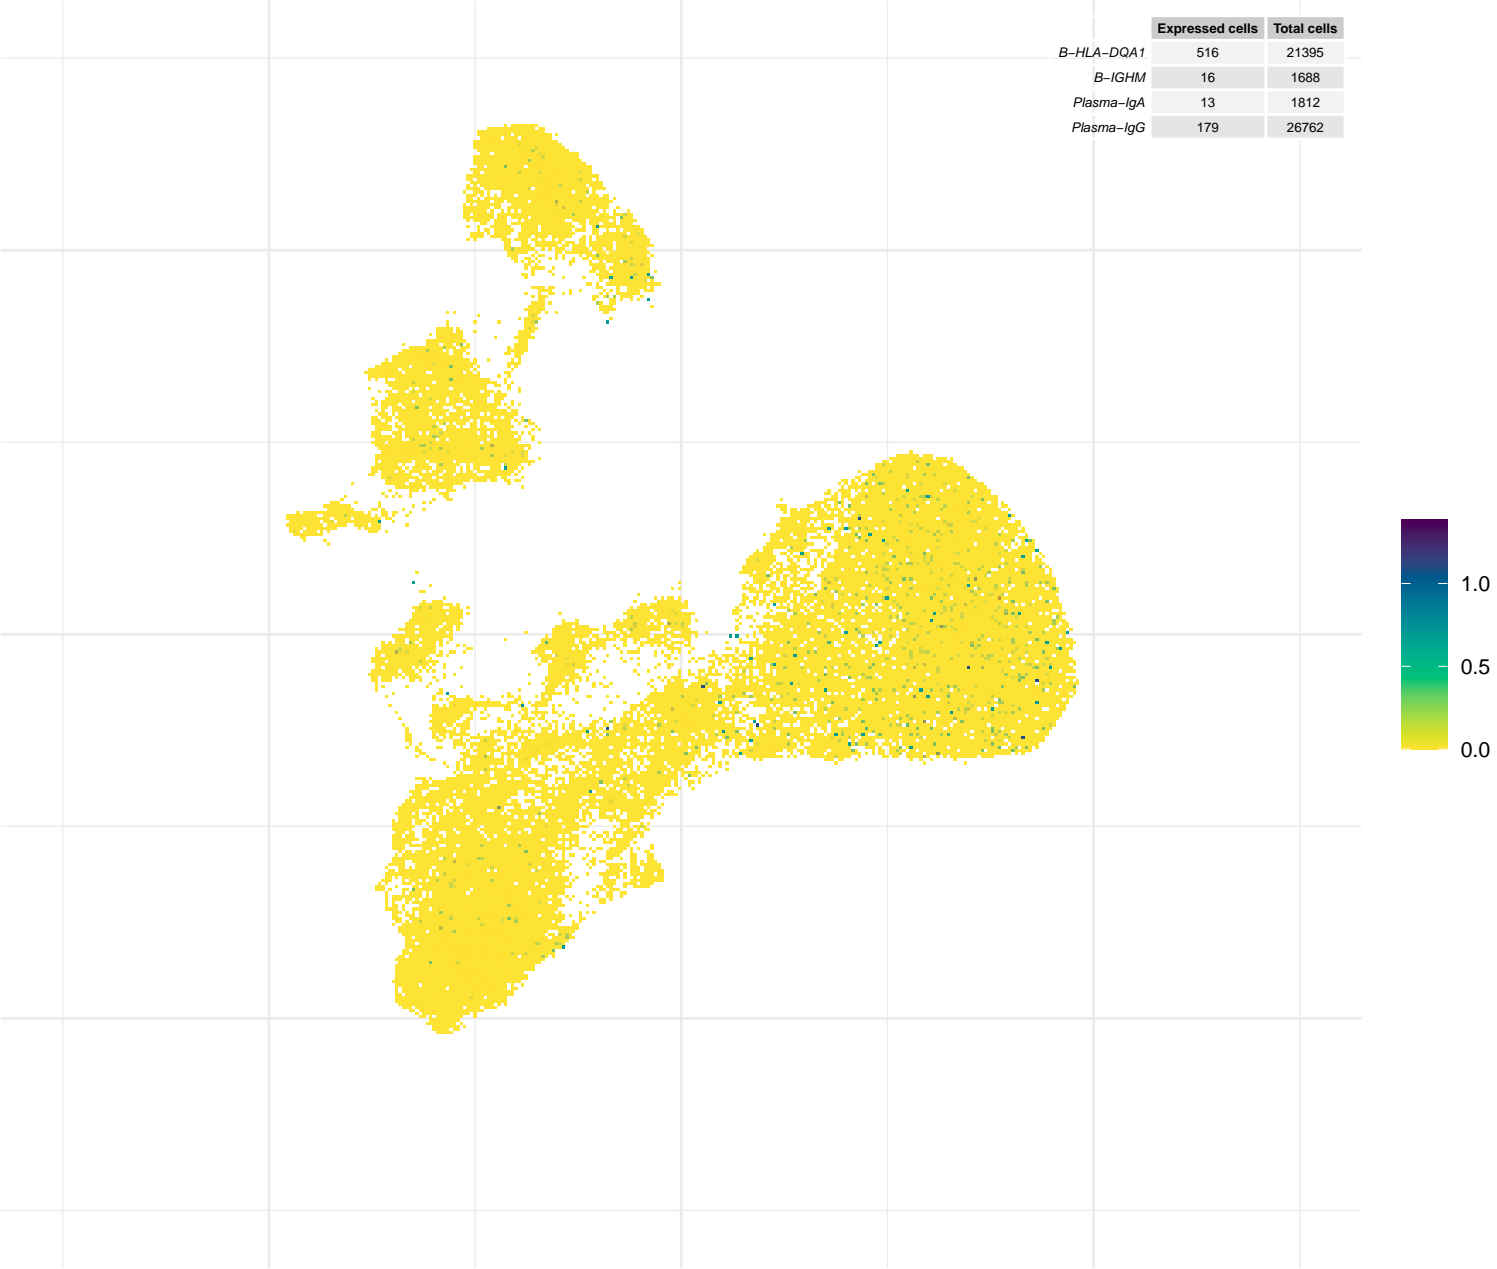 Expressed cells Total cells
B−HLA−DQA1 516 21395
B−IGHM 16 1688
Plasma−IgA 13 1812
Plasma−IgG 179 26762
1.0
0.5
0.0